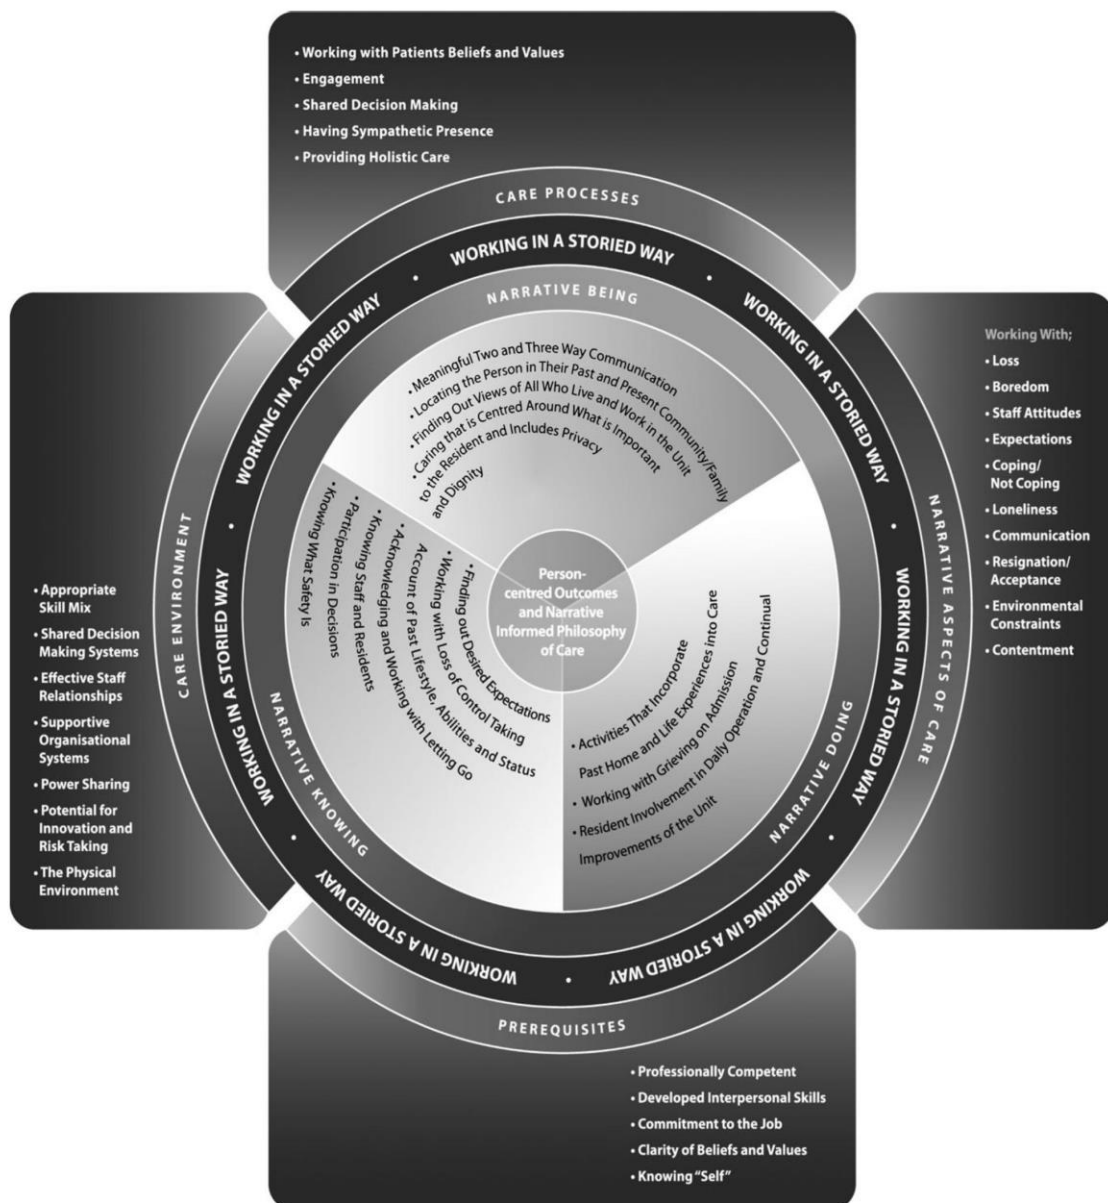 • Working with Patients Beliefs and Values
• Engagement
• Shared Decision Making
• Having Sympathetic Presence
• Providing Holistic Care
CARE PROCESSES
WORKING IN A STORIED WAY • WORKING IN A STORIED WAY • WORKING IN A STORIED WAY • WORKING IN A STORIED WAY • WORKING IN A STORIED WAY • WORKING IN A STORIED WAY • WORKING IN A STORIED WAY •
NARRATIVE BEING
• Meaningful Two and Three Way Communication
• Locating the Person in Their Past and Present Community/Family
• Finding Out Views of All Who Live and Work in the Unit
• Caring that is Centred Around What is Important
to the Resident and Includes Privacy
and Dignity
Working With;
• Loss
• Boredom
• Staff Attitudes
• Expectations
• Coping/
Not Coping
• Loneliness
• Communication
• Resignation/
Acceptance
• Environmental
Constraints
• Contentment
NARRATIVE ASPECTS OF CARE
CARE ENVIRONMENT
• Appropriate
Skill Mix
• Shared Decision
Making Systems
• Effective Staff
Relationships
• Supportive
Organisational
Systems
• Power Sharing
• Potential for
Innovation and
Risk Taking
• The Physical
Environment
NARRATIVE KNOWING
• Finding out Desired Expectations
• Working with Loss of Control Taking
Account of Past Lifestyle, Abilities and Status
• Acknowledging and Working with Letting Go
• Knowing Staff and Residents
• Participation in Decisions
• Knowing What Safety Is
Person-
centred Outcomes
and Narrative
Informed Philosophy
of Care
NARRATIVE DOING
• Activities That Incorporate
Past Home and Life Experiences into Care
• Working with Grieving on Admission
• Resident Involvement in Daily Operation and Continual
Improvements of the Unit
PREREQUISITES
• Professionally Competent
• Developed Interpersonal Skills
• Commitment to the Job
• Clarity of Beliefs and Values
• Knowing "Self"